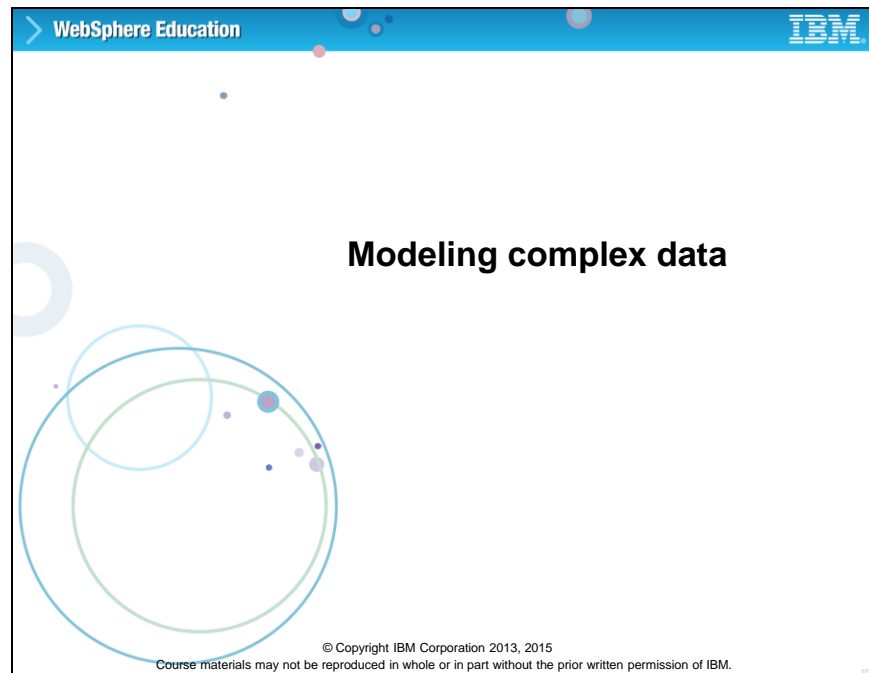 WebSphere Education
IBM®
Modeling complex data
© Copyright IBM Corporation 2013, 2015
Course materials may not be reproduced in whole or in part without the prior written permission of IBM.